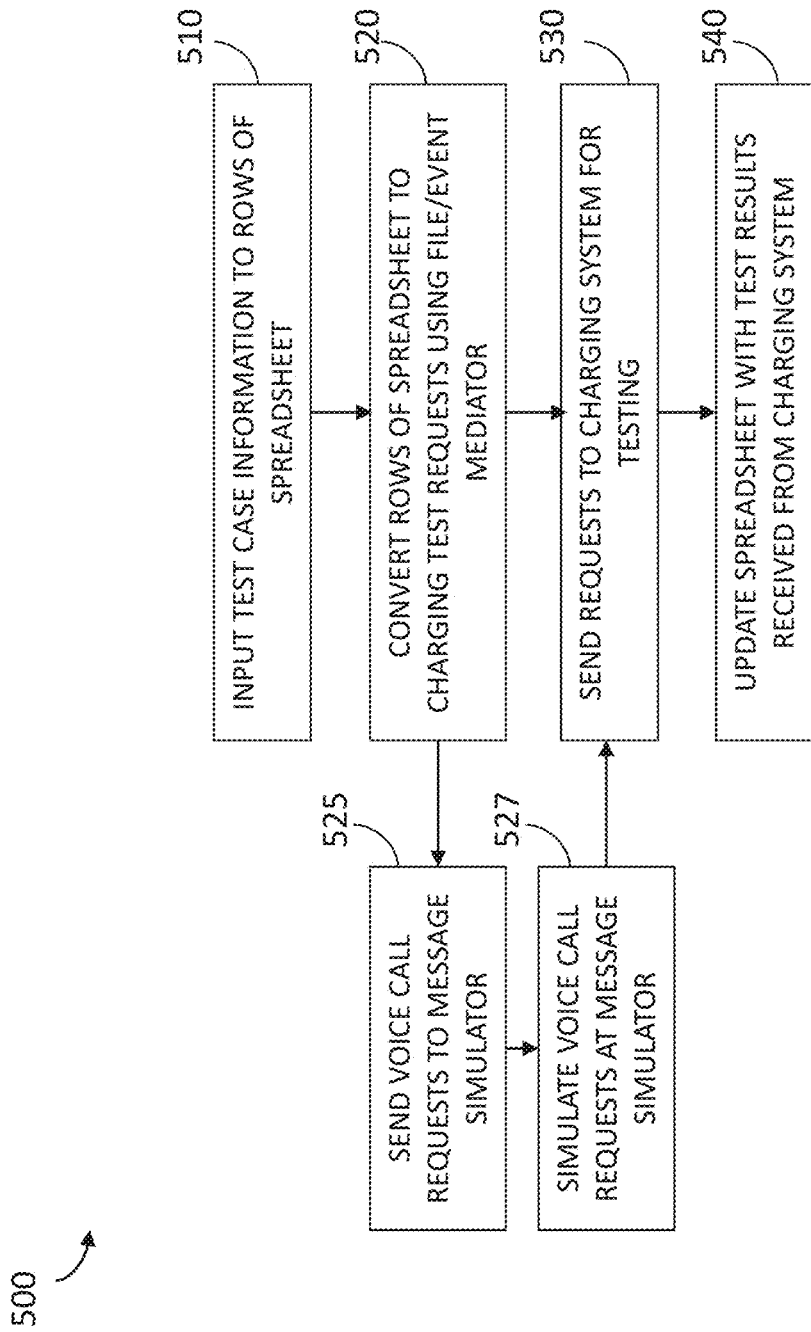 500
510
INPUT TEST CASE INFORMATION TO ROWS OF
SPREADSHEET
520
CONVERT ROWS OF SPREADSHEET TO
CHARGING TEST REQUESTS USING FILE/EVENT
MEDIATOR
525
SEND VOICE CALL
REQUESTS TO MESSAGE
SIMULATOR
527
SIMULATE VOICE CALL
REQUESTS AT MESSAGE
SIMULATOR
530
SEND REQUESTS TO CHARGING SYSTEM FOR
TESTING
540
UPDATE SPREADSHEET WITH TEST RESULTS
RECEIVED FROM CHARGING SYSTEM